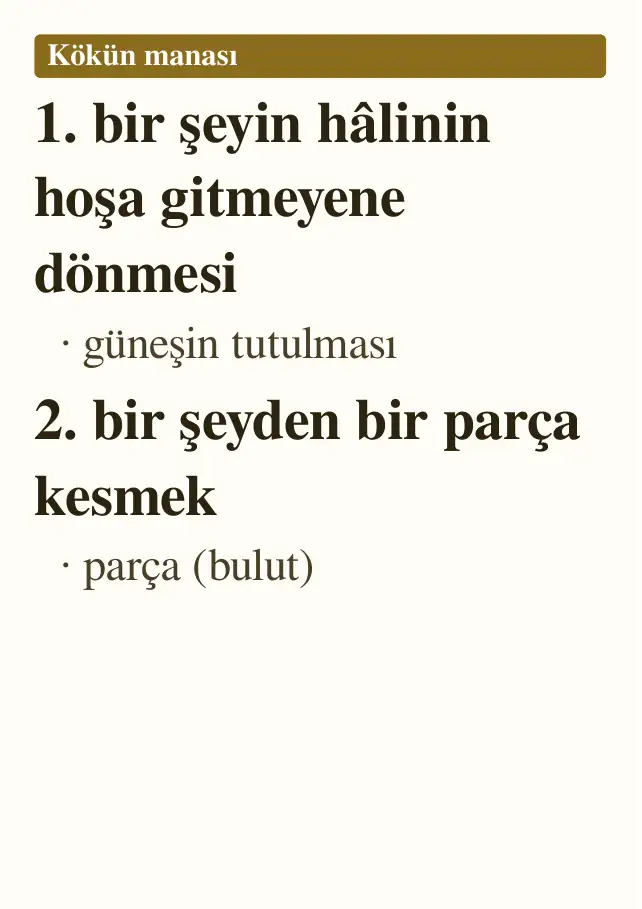 Kökün manası
1. bir şeyin hâlinin
hoşa gitmeyene
dönmesi
· güneşin tutulması
2. bir şeyden bir parça
kesmek
· parça (bulut)